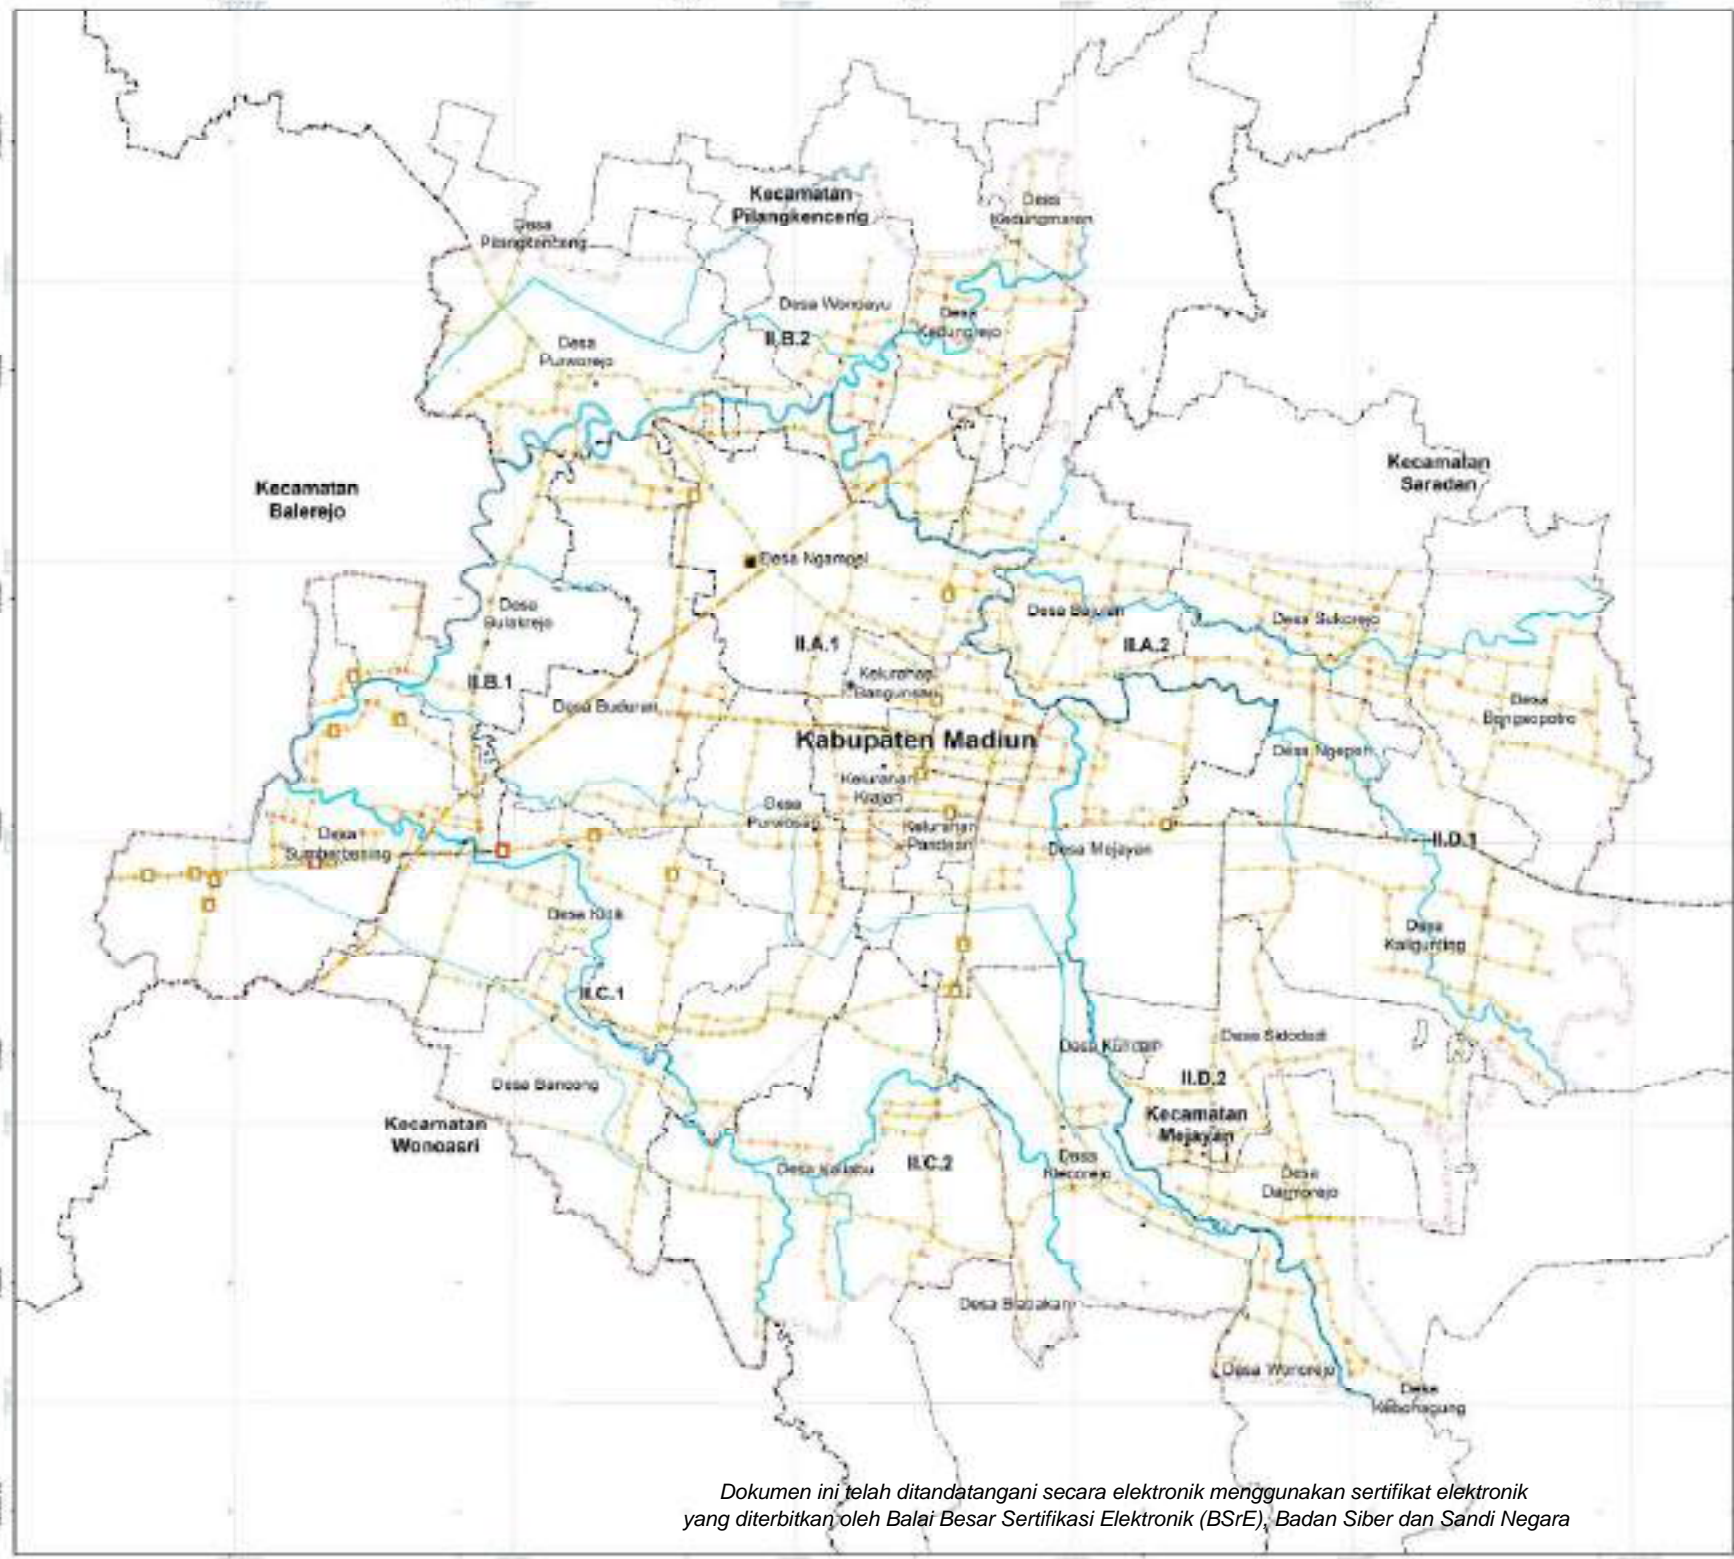 Kecamatan
Pilangkenceng
Desa
Kedungmaron
Desa
Pilangkenceng
Desa Wonoayu
Desa
Kedungrejo
II.B.2
Desa
Purworejo
Kecamatan
Saradan
Kecamatan
Balerejo
Desa Ngampel
Desa
Bulakrejo
Desa Bajulan
Desa Sukorejo
II.A.1
II.A.2
Kelurahan
Bangunsari
II.B.1
Desa Buduran
Desa
Bongsopotro
Kabupaten Madiun
Desa Ngepeh
Kelurahan
Krajan
Desa
Purwosari
Desa
Sumberbening
Kelurahan
Pandean
Desa Mejayan
II.D.1
Desa Klitik
Desa
Kaligunting
II.C.1
Desa Sidodadi
Desa Kuncen
II.D.2
Desa Bancong
Kecamatan
Mejayan
Kecamatan
Wonoasri
Desa Kaliabu
II.C.2
Desa
Klecorejo
Desa
Darmorejo
Desa Blabakan
Desa Wonorejo
Desa
Kebonagung
Dokumen ini telah ditandatangani secara elektronik menggunakan sertifikat elektronik
yang diterbitkan oleh Balai Besar Sertifikasi Elektronik (BSrE), Badan Siber dan Sandi Negara